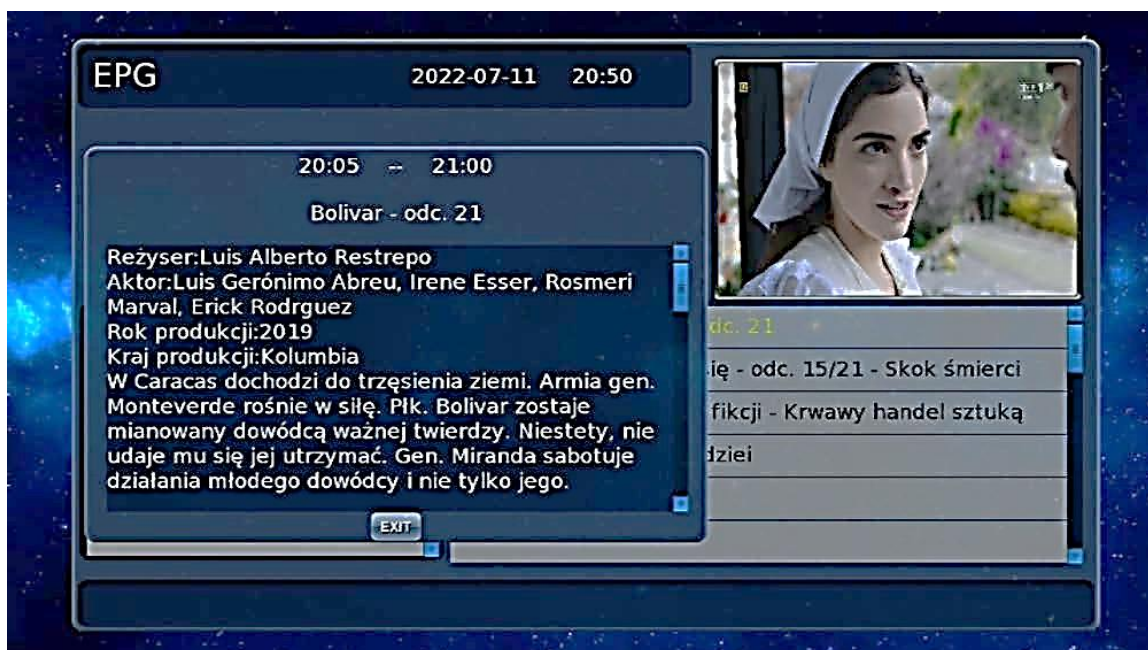 EPG
2022-07-11 20:50
20:05 -- 21:00
Bolivar - odc. 21
Reżyser:Luis Alberto Restrepo
Aktor:Luis Gerónimo Abreu, Irene Esser, Rosmeri
Marval, Erick Rodrguez
Rok produkcji:2019
Kraj produkcji:Kolumbia
W Caracas dochodzi do trzęsienia ziemi. Armia gen.
Monteverde rośnie w siłę. Płk. Bolivar zostaje
mianowany dowódcą ważnej twierdzy. Niestety, nie
udaje mu się jej utrzymać. Gen. Miranda sabotuje
działania młodego dowódcy i nie tylko jego.
EXIT
dc. 21
ię - odc. 15/21 - Skok śmierci
fikcji - Krwawy handel sztuką
dziei